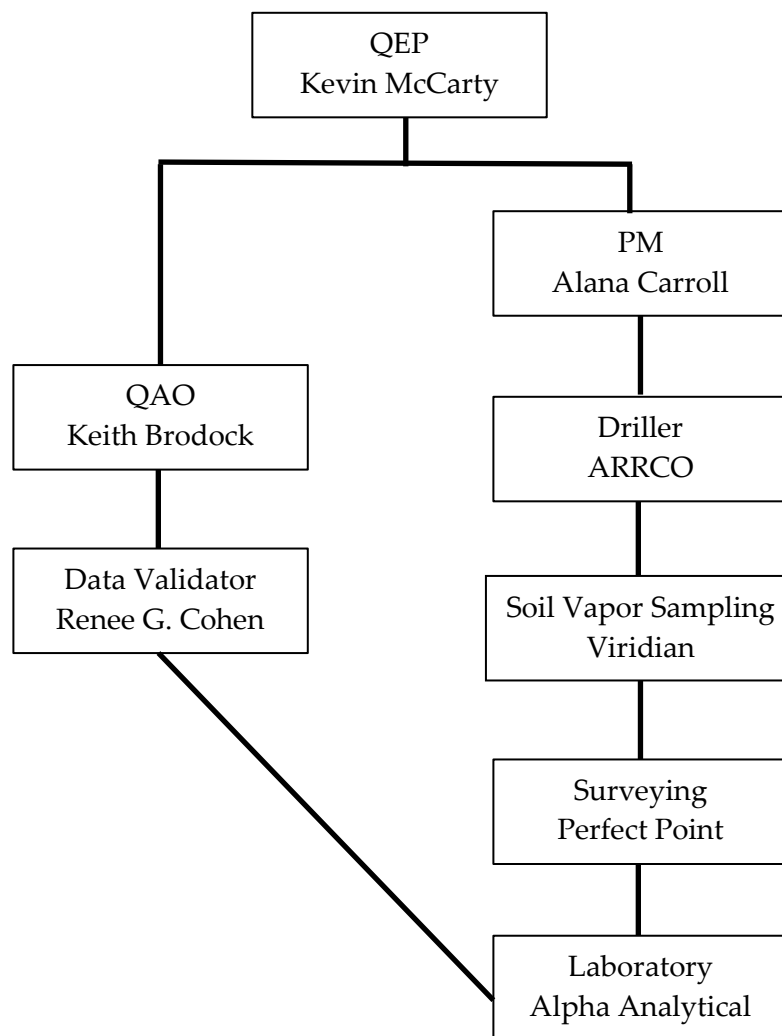 QEP
Kevin McCarty
PM
Alana Carroll
QAO
Keith Brodock
Driller
ARRCO
Data Validator
Renee G. Cohen
Soil Vapor Sampling
Viridian
Surveying
Perfect Point
Laboratory
Alpha Analytical